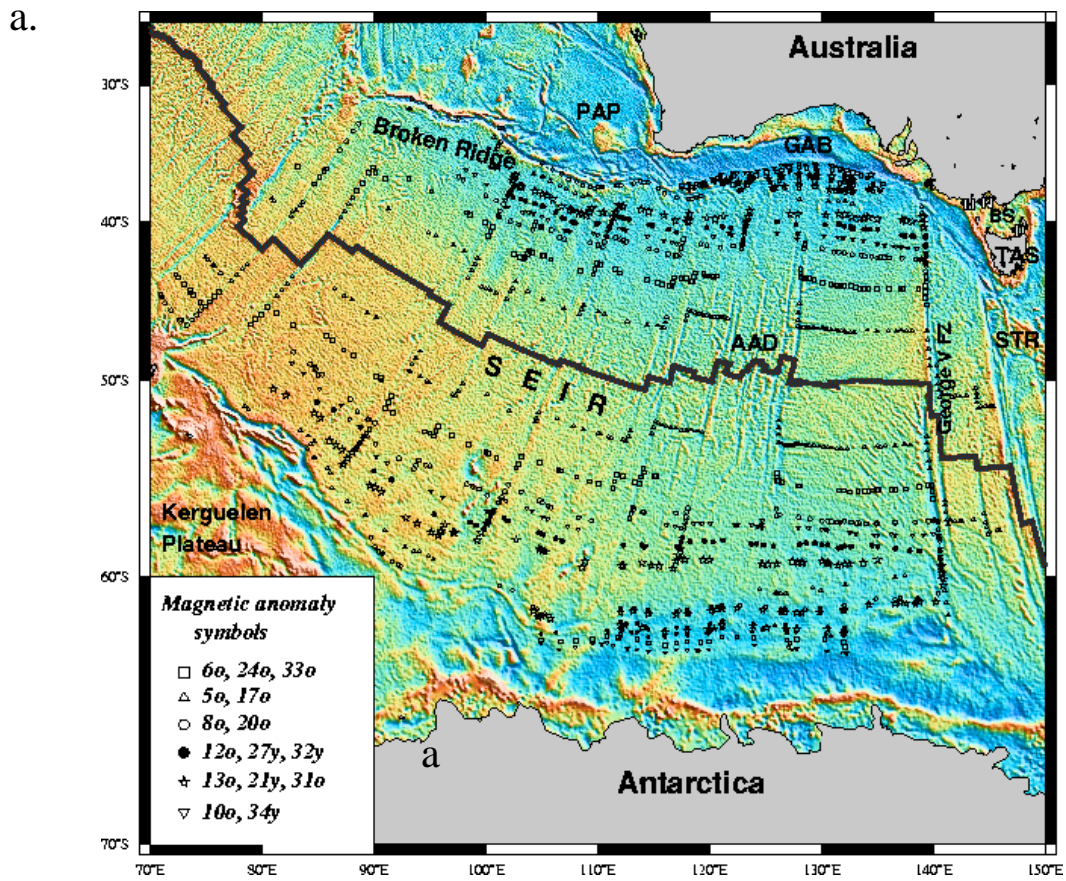 a.
Australia
30°S
PAP
Broken Ridge
GAB
40°S
BS
TAS
STR
AAD
George V FZ
50°S
S E I R
Kerguelen
Plateau
60°S
Magnetic anomaly
symbols
6o, 24o, 33o
5o, 17o
8o, 20o
12o, 27y, 32y
13o, 21y, 31o
10o, 34y
a
Antarctica
70°S
70°E 80°E 90°E 100°E 110°E 120°E 130°E 140°E 150°E